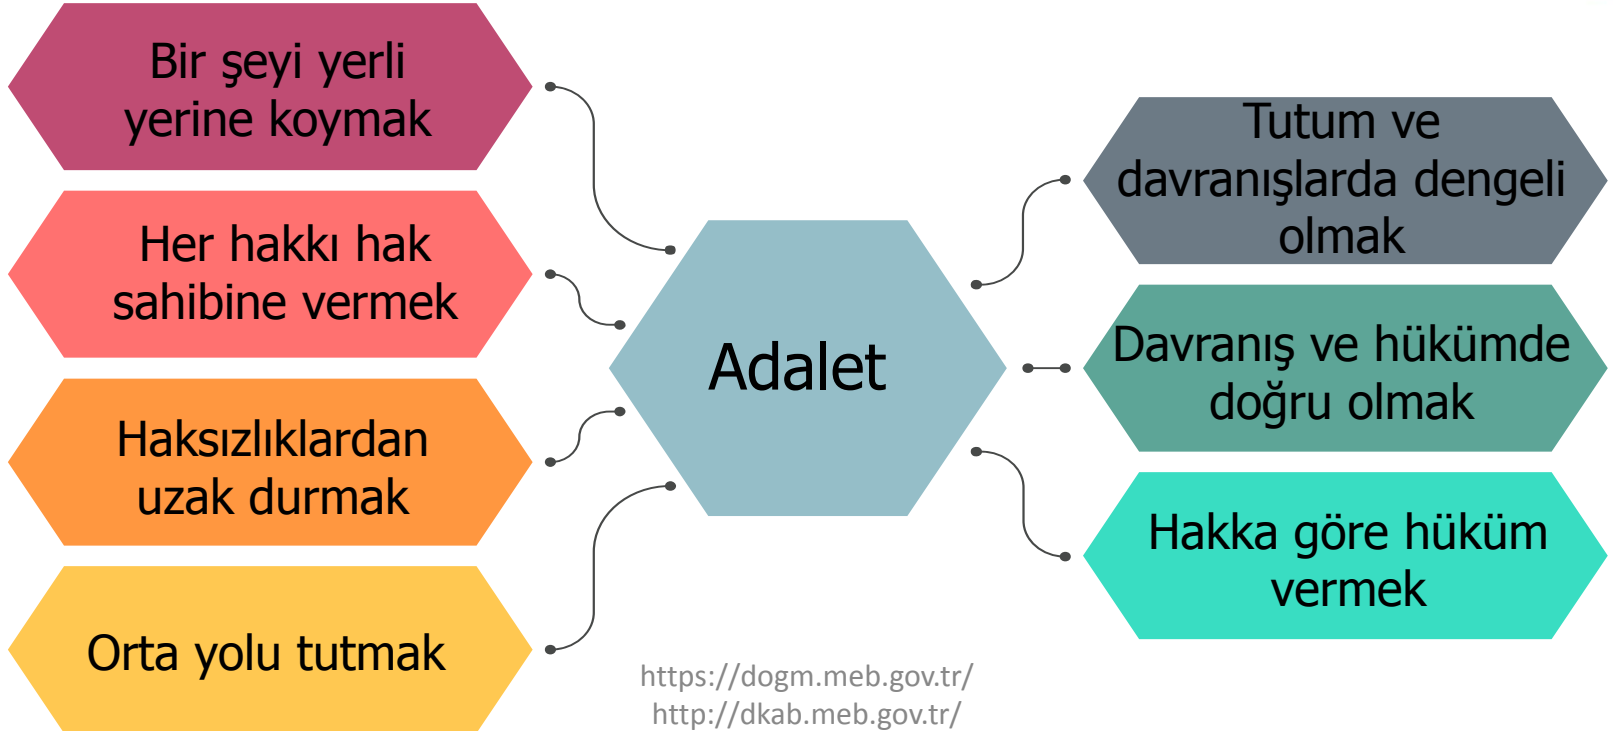 Bir şeyi yerli
yerine koymak
Her hakkı hak
sahibine vermek
Haksızlıklardan
uzak durmak
Orta yolu tutmak
Adalet
Tutum ve
davranışlarda dengeli
olmak
Davranış ve hükümde
doğru olmak
Hakka göre hüküm
vermek
https://dogm.meb.gov.tr/
http://dkab.meb.gov.tr/